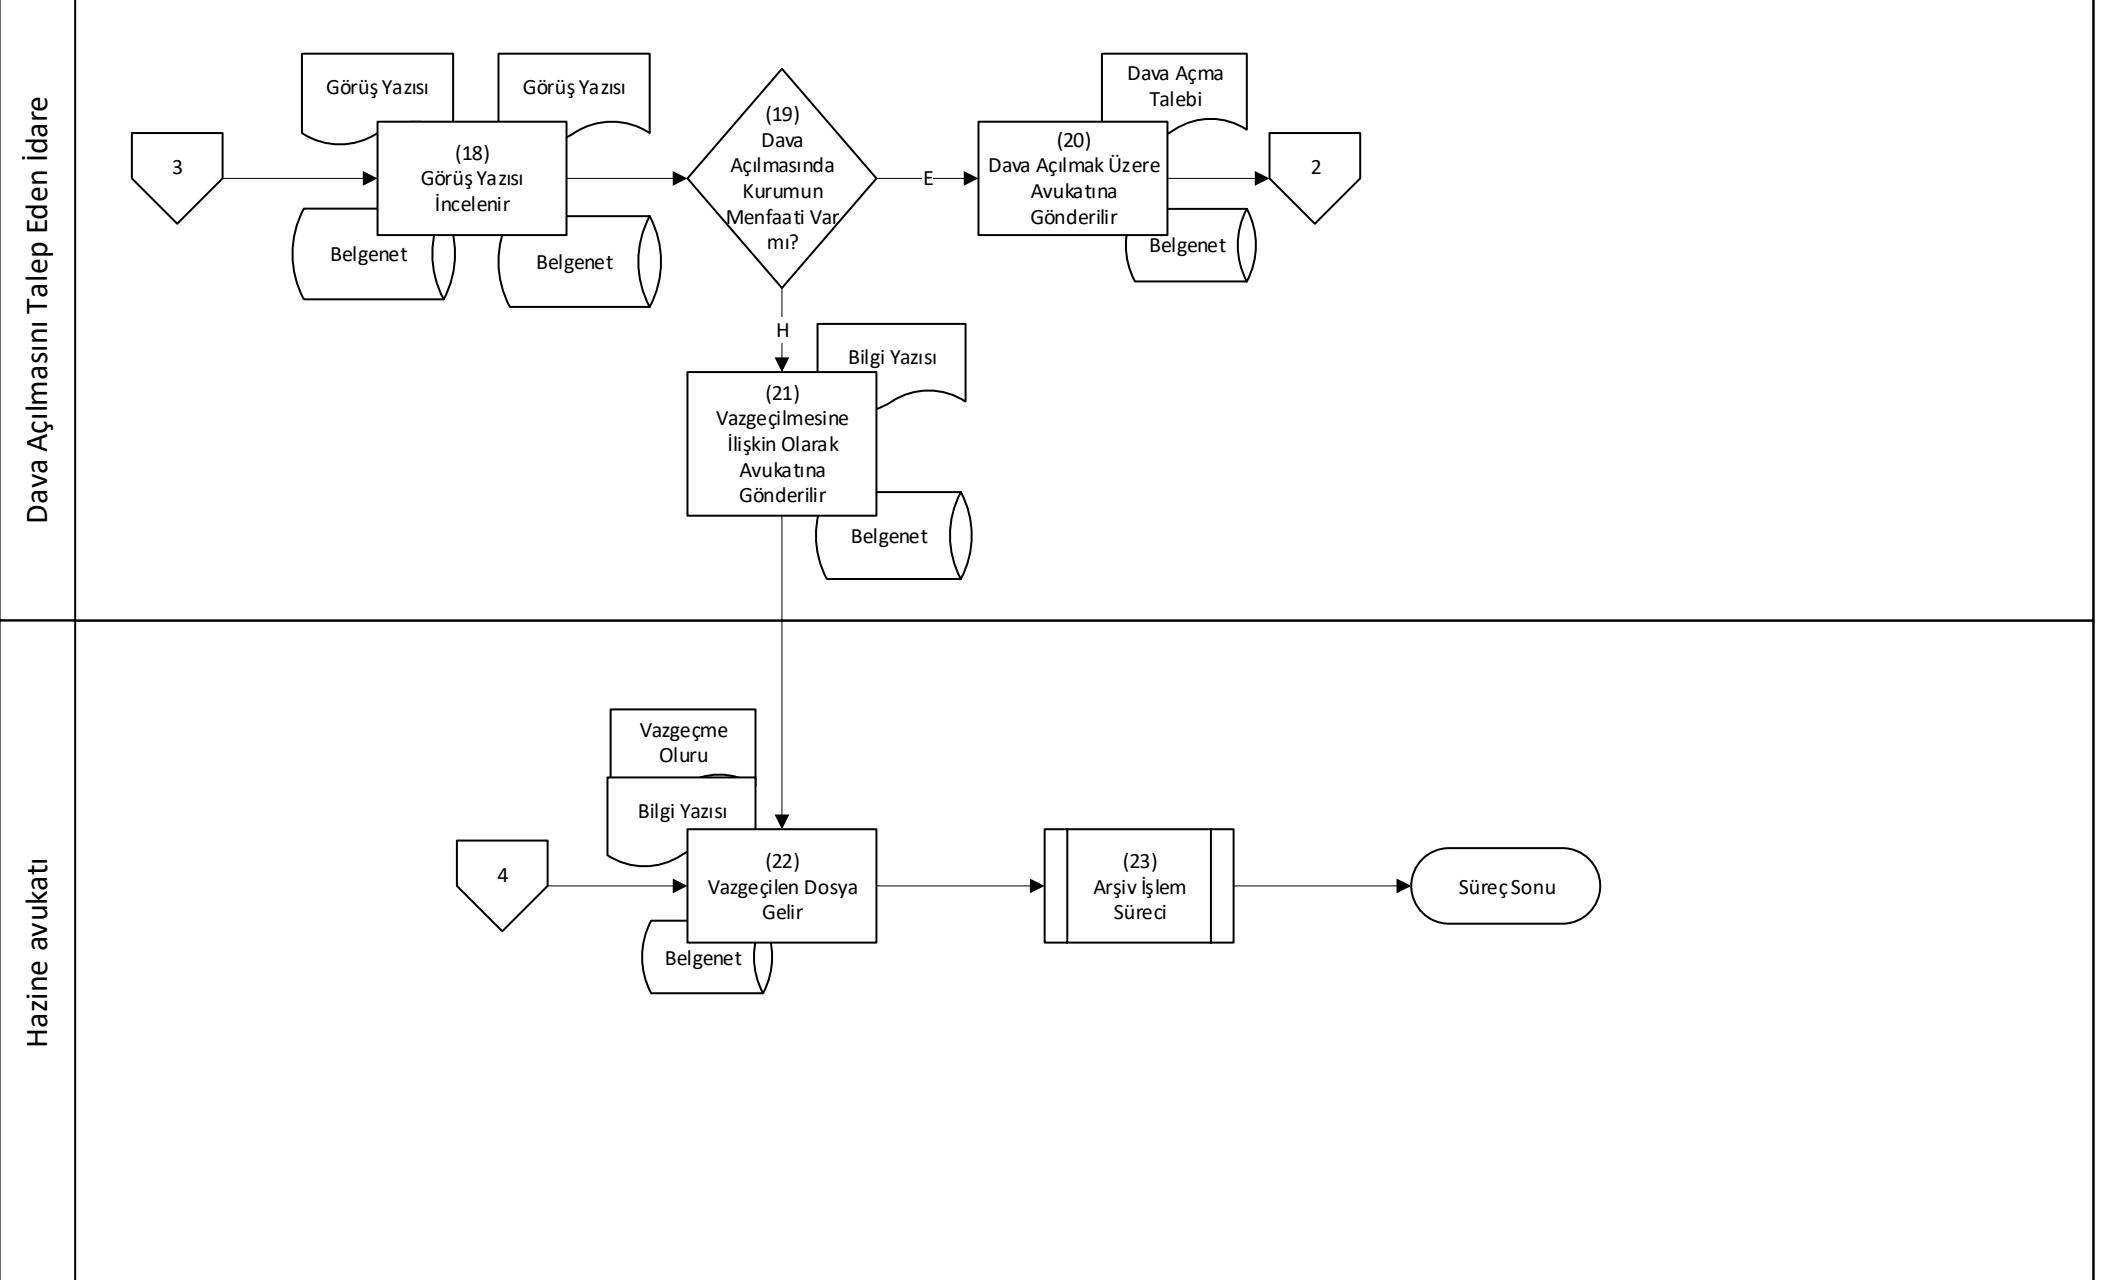 Dava Açılmasını Talep Eden İdare
3
Görüş Yazısı
Görüş Yazısı
(18)
Görüş Yazısı
İncelenir
Belgenet
Belgenet
(19)
Dava
Açılmasında
Kurumun
Menfaati Var
mı?
E
Dava Açma
Talebi
(20)
Dava Açılmak Üzere
Avukatına
Gönderilir
Belgenet
2
H
Bilgi Yazısı
(21)
Vazgeçilmesine
İlişkin Olarak
Avukatına
Gönderilir
Belgenet
Hazine avukatı
4
Vazgeçme
Oluru
Bilgi Yazısı
(22)
Vazgeçilen Dosya
Gelir
Belgenet
(23)
Arşiv İşlem
Süreci
Süreç Sonu